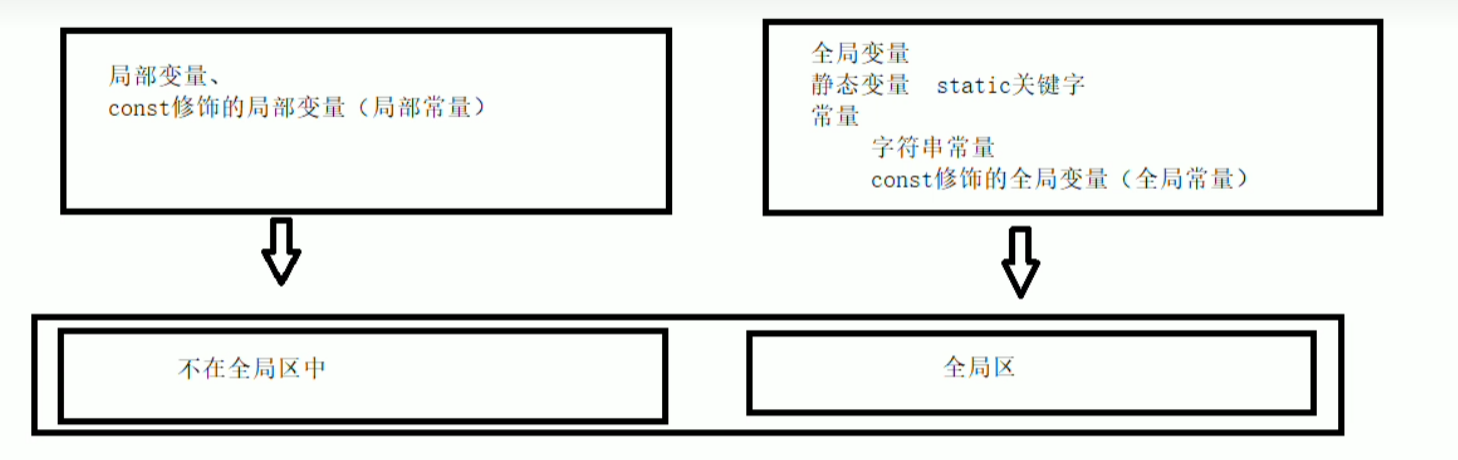 局部变量、
const修饰的局部变量（局部常量）
全局变量
静态变量 static关键字
常量
字符串常量
const修饰的全局变量（全局常量）
不在全局区中
全局区